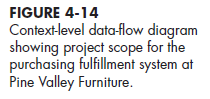 FIGURE 4-14
Context-level data-flow diagram
showing project scope for the
purchasing fulfillment system at
Pine Valley Furniture.